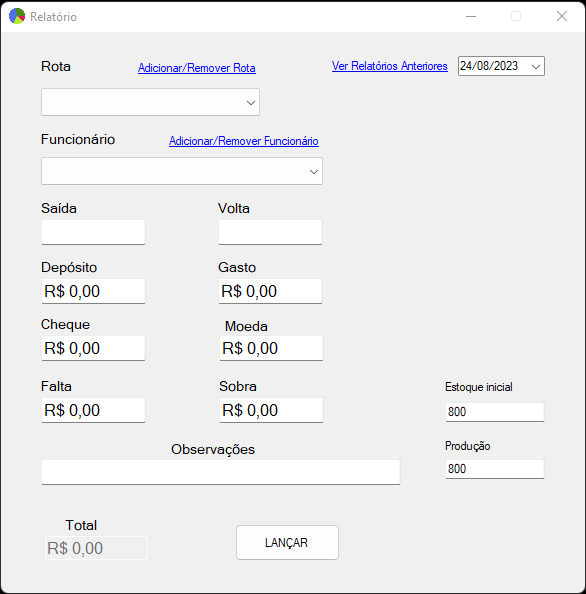 Relatório
Rota Adicionar/Remover Rota Ver Relatórios Anteriores 24/08/2023
Funcionário Adicionar/Remover Funcionário
Saída Volta
Depósito Gasto
R$ 0,00 R$ 0,00
Cheque Moeda
R$ 0,00 R$ 0,00
Falta Sobra Estoque inicial
R$ 0,00 R$ 0,00 800
Observações Produção
800
Total
R$ 0,00 LANÇAR